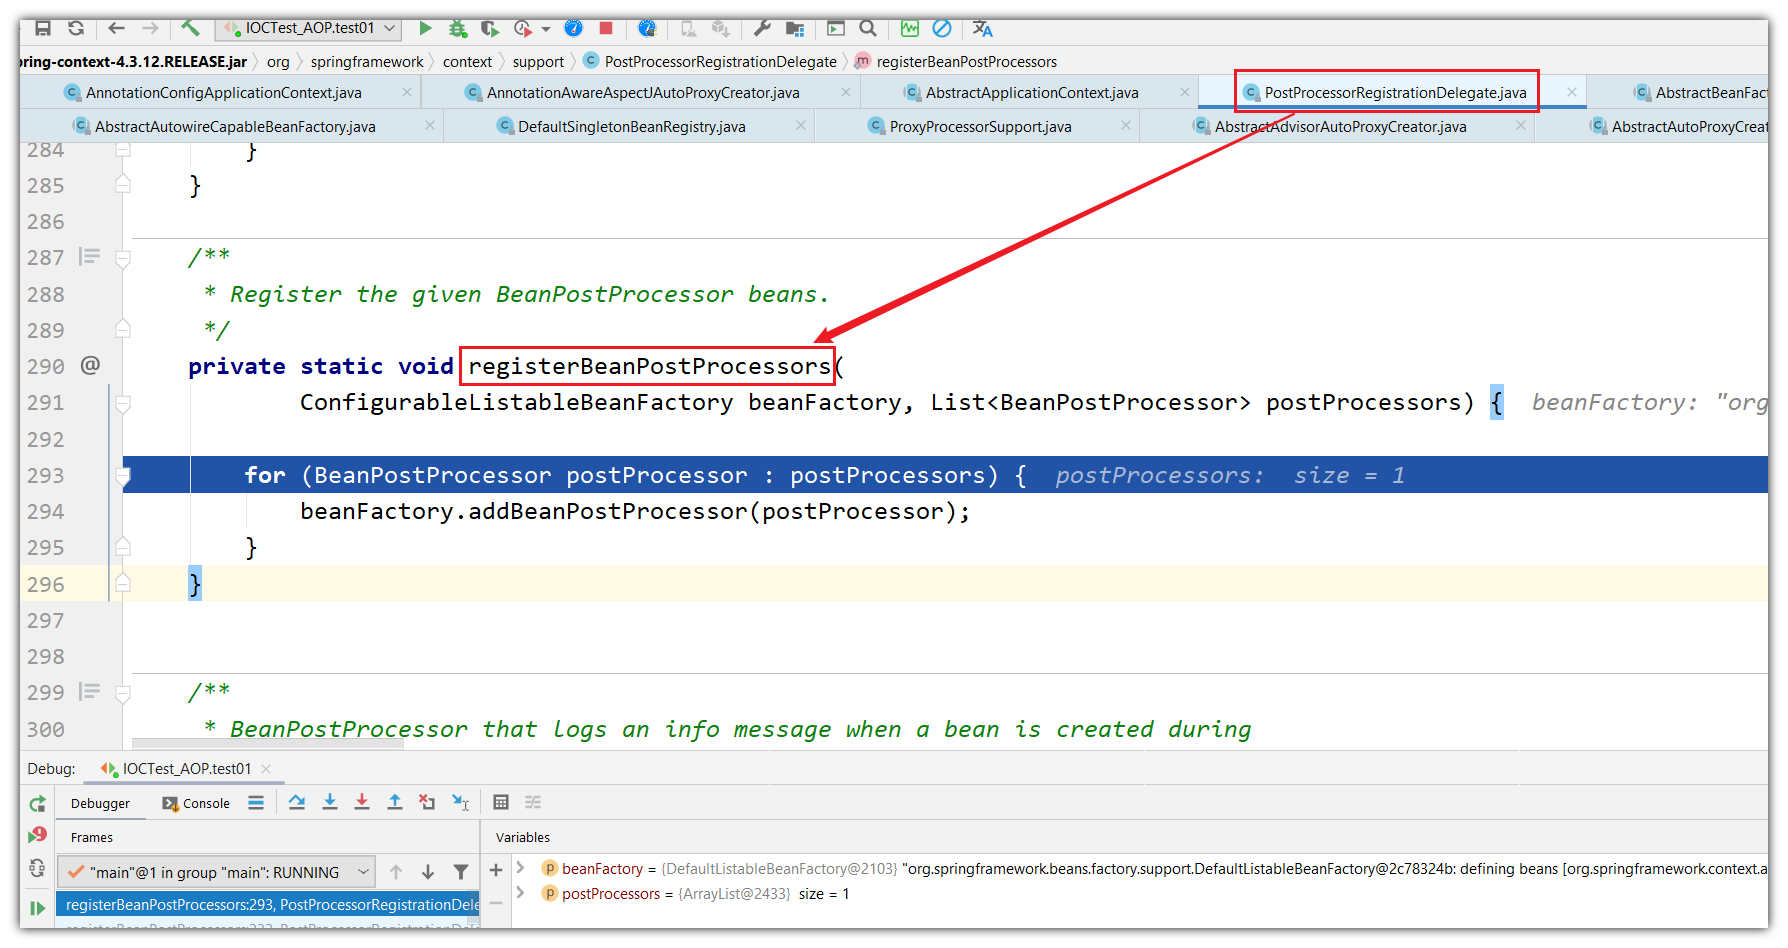 IOCTest_AOP.test01
ring-context-4.3.12.RELEASE.jar org springframework context support PostProcessorRegistrationDelegate registerBeanPostProcessors
AnnotationConfigApplicationContext.java AnnotationAwareAspectJAutoProxyCreator.java AbstractApplicationContext.java PostProcessorRegistrationDelegate.java AbstractBeanFact
AbstractAutowireCapableBeanFactory.java DefaultSingletonBeanRegistry.java ProxyProcessorSupport.java AbstractAdvisorAutoProxyCreator.java AbstractAutoProxyCreat
284 }
285 }
286
287 /**
288 * Register the given BeanPostProcessor beans.
289 */
290 @ private static void registerBeanPostProcessors(
291 ConfigurableListableBeanFactory beanFactory, List<BeanPostProcessor> postProcessors) { beanFactory: "org
292
293 for (BeanPostProcessor postProcessor : postProcessors) { postProcessors: size = 1
294 beanFactory.addBeanPostProcessor(postProcessor);
295 }
296 }
297
298
299 /**
300 * BeanPostProcessor that logs an info message when a bean is created during
Debug: IOCTest_AOP.test01
Debugger Console
Frames Variables
"main"@1 in group "main": RUNNING
beanFactory = {DefaultListableBeanFactory@2103} "org.springframework.beans.factory.support.DefaultListableBeanFactory@2c78324b: defining beans [org.springframework.context.a
postProcessors = {ArrayList@2433} size = 1
registerBeanPostProcessors:293, PostProcessorRegistrationDele